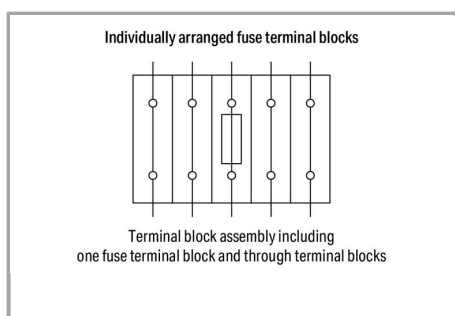 Individually arranged fuse terminal blocks
Terminal block assembly including
one fuse terminal block and through terminal blocks